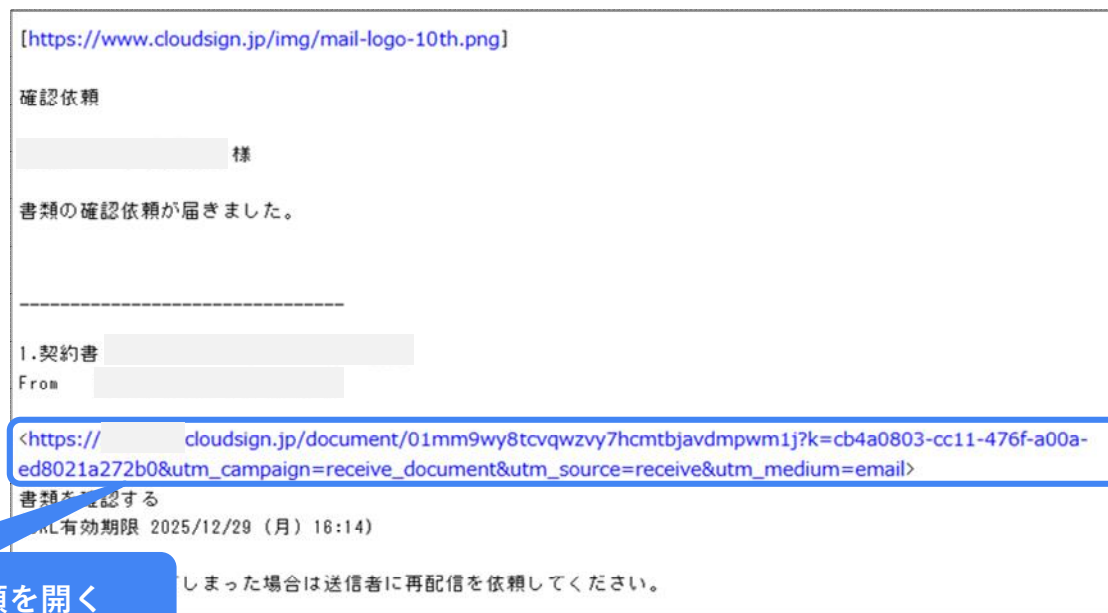 [https://www.cloudsign.jp/img/mail-logo-10th.png]
確認依頼
様
書類の確認依頼が届きました。
--------------------------------
1.契約書
From
<https://cloudsign.jp/document/01mm9wy8tcvqwzvy7hcmtbjavdmpwm1j?k=cb4a0803-cc11-476f-a00a-
ed8021a272b0&utm_campaign=receive_document&utm_source=receive&utm_medium=email>
書類を確認する
RL有効期限 2025/12/29 (月) 16:14)
しまった場合は送信者に再配信を依頼してください。
を開く